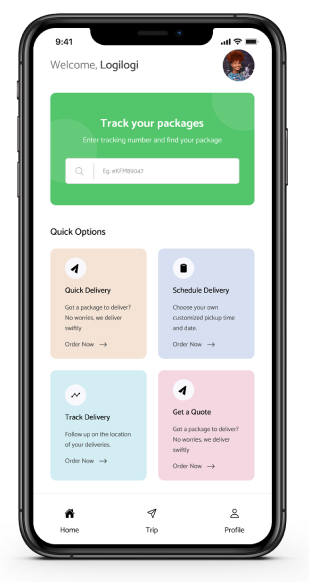 9:41
Welcome, Logilogi
Track your packages
Enter tracking number and find your package
Eg. #KFM89047
Quick Options
Quick Delivery
Got a package to deliver?
No worries, we deliver
swiftly
Order Now
Schedule Delivery
Choose your own
customized pickup time
and date.
Order Now
Track Delivery
Follow up on the location
of your deliveries.
Order Now
Get a Quote
Got a package to deliver?
No worries, we deliver
swiftly
Order Now
Home
Trip
Profile